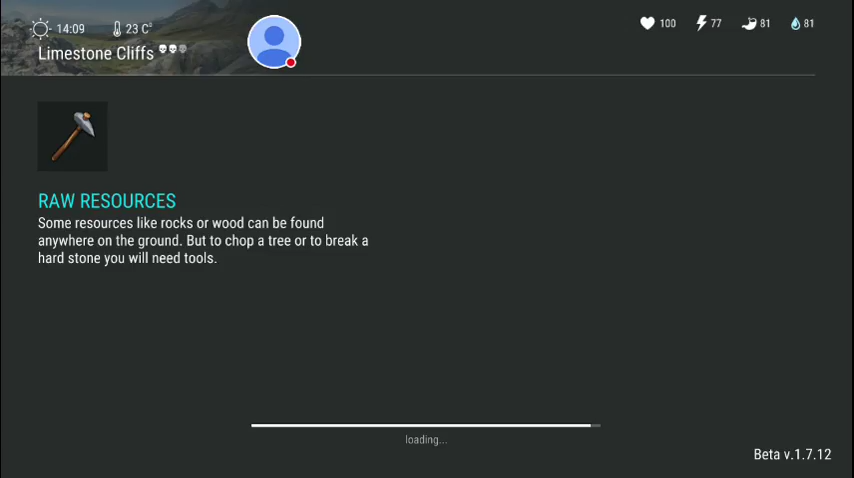 14:09 23 C°
100 77 81 81
Limestone Cliffs
RAW RESOURCES
Some resources like rocks or wood can be found
anywhere on the ground. But to chop a tree or to break a
hard stone you will need tools.
loading...
Beta v.1.7.12